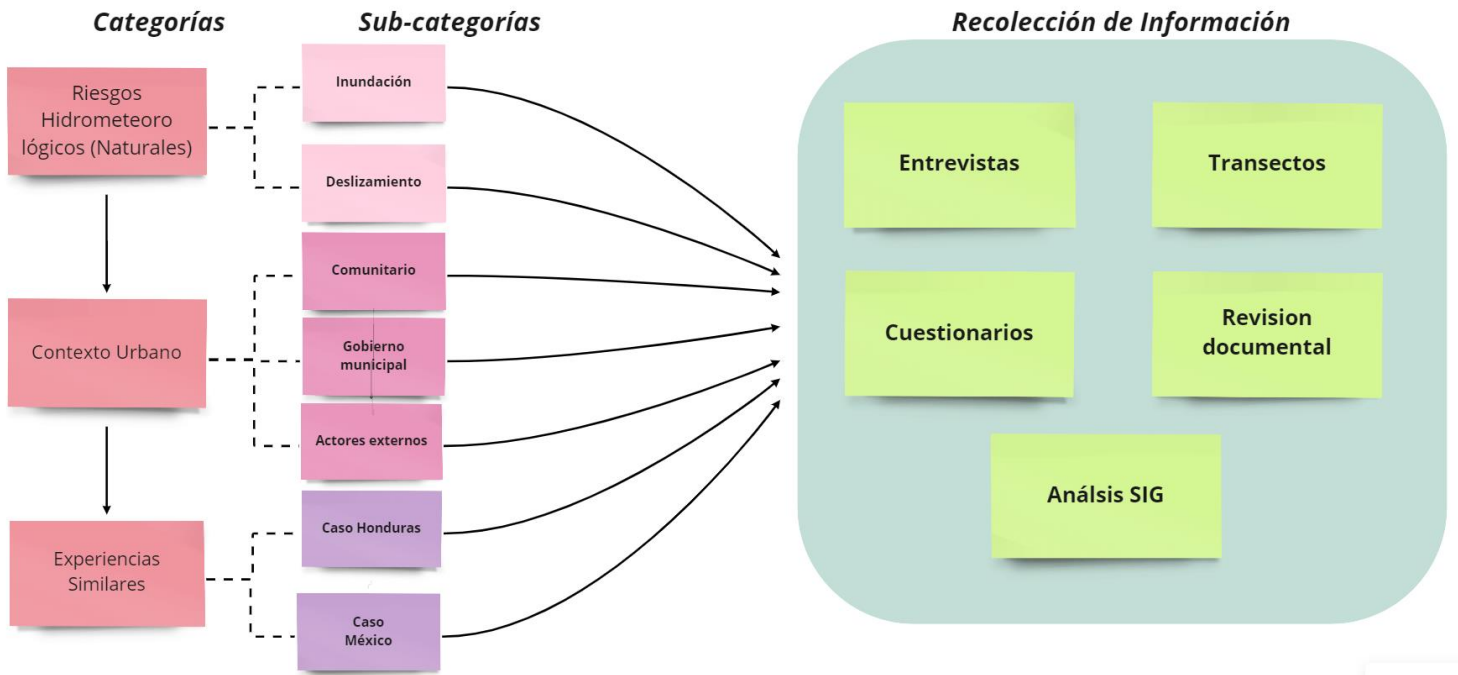 Categorías
Sub-categorías
Recolección de Información
Riesgos
Hidrometeoro
lógicos (Naturales)
Contexto Urbano
Experiencias
Similares
Inundación
Deslizamiento
Comunitario
Gobierno
municipal
Actores externos
Caso Honduras
Caso
México
Entrevistas
Transectos
Cuestionarios
Revision
documental
Análsis SIG